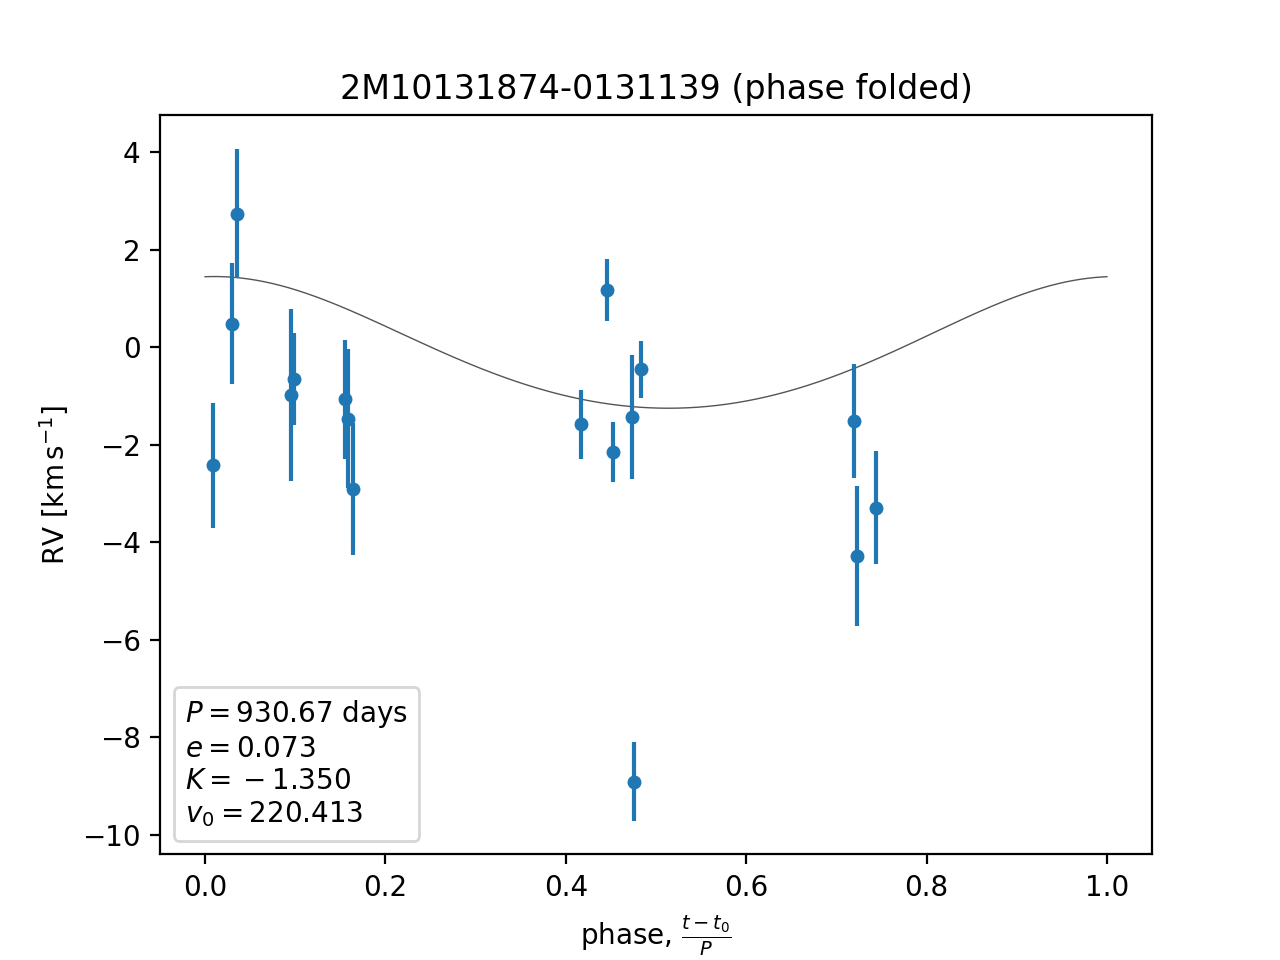 2M10131874-0131139 (phase folded)
4
2
0
−2
−4
−6
−8
−10
RV [km s⁻¹]
P = 930.67 days
e = 0.073
K = −1.350
v₀ = 220.413
0.0 0.2 0.4 0.6 0.8 1.0
phase, (t − t₀)/P